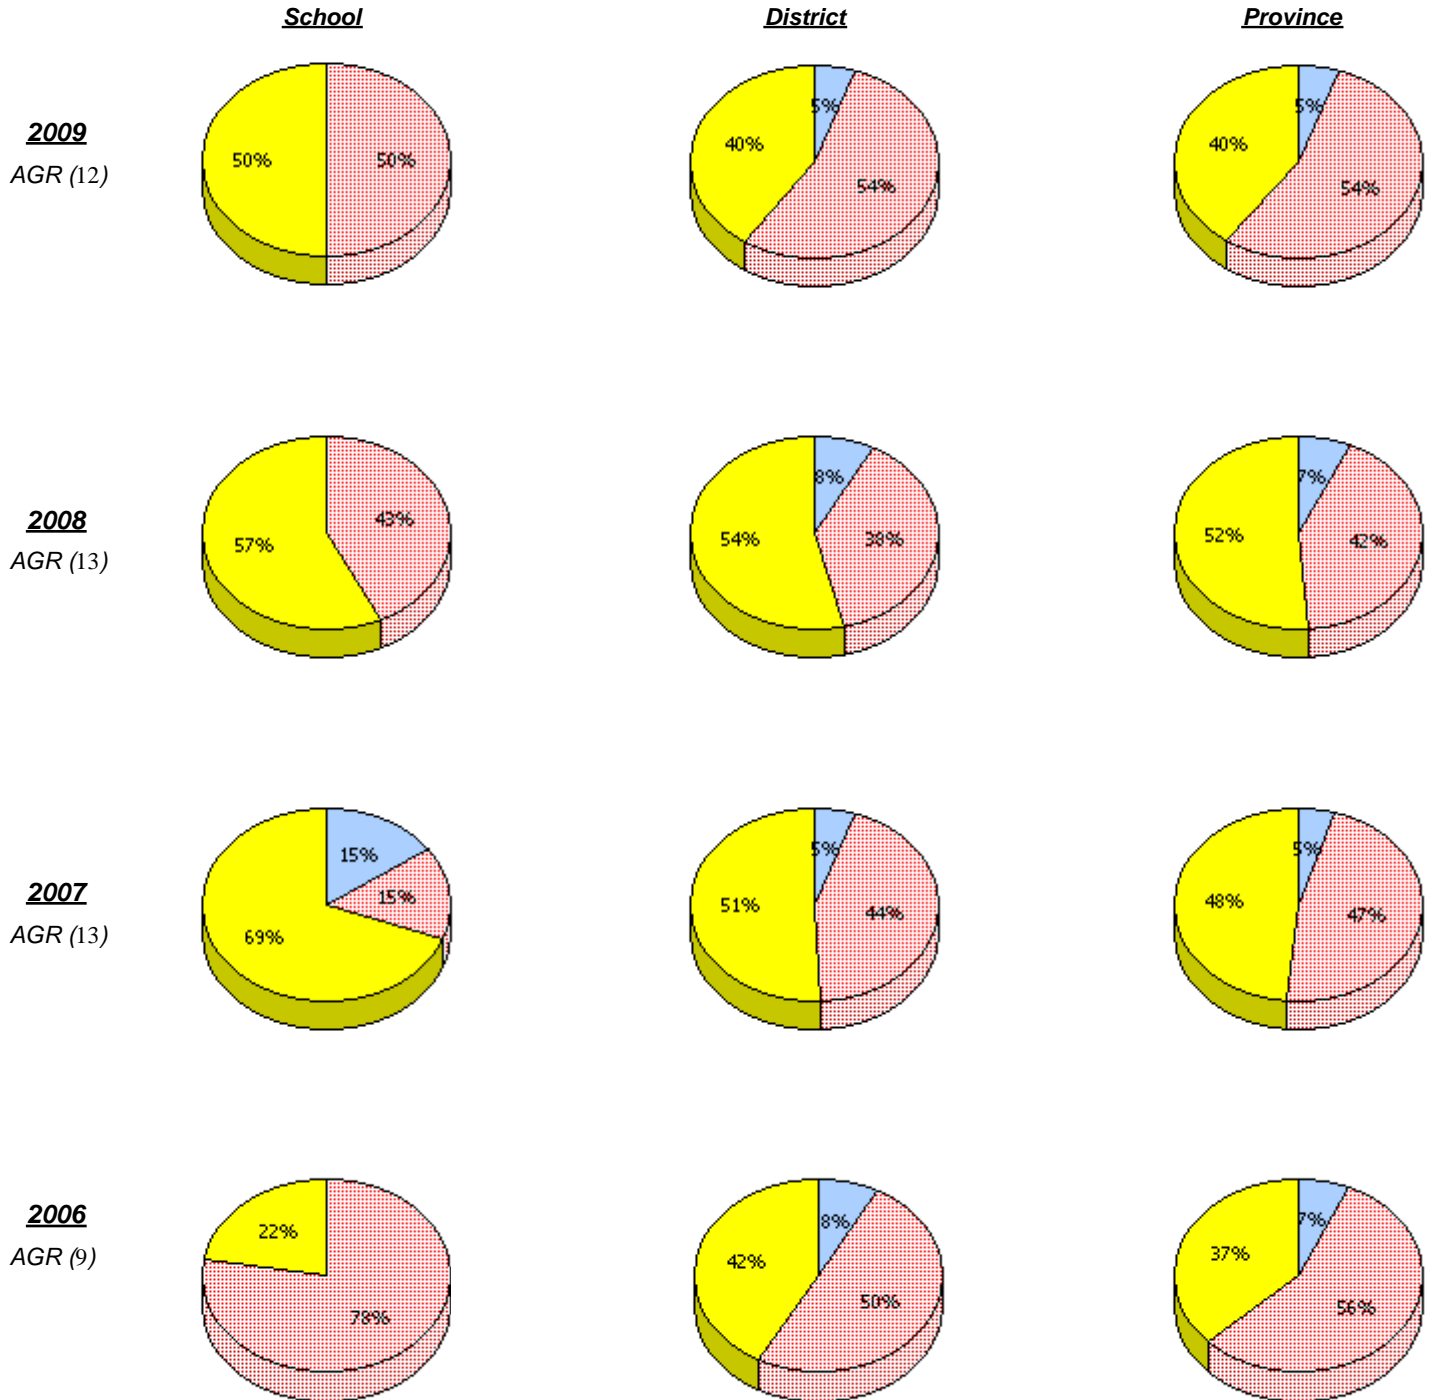 School District Province
2009
AGR (12)
50% 50%
40% 5% 54%
40% 5% 54%
2008
AGR (13)
57% 43%
54% 8% 38%
52% 7% 42%
2007
AGR (13)
69% 15% 15%
51% 5% 44%
48% 5% 47%
2006
AGR (9)
22% 78%
42% 8% 50%
37% 7% 56%